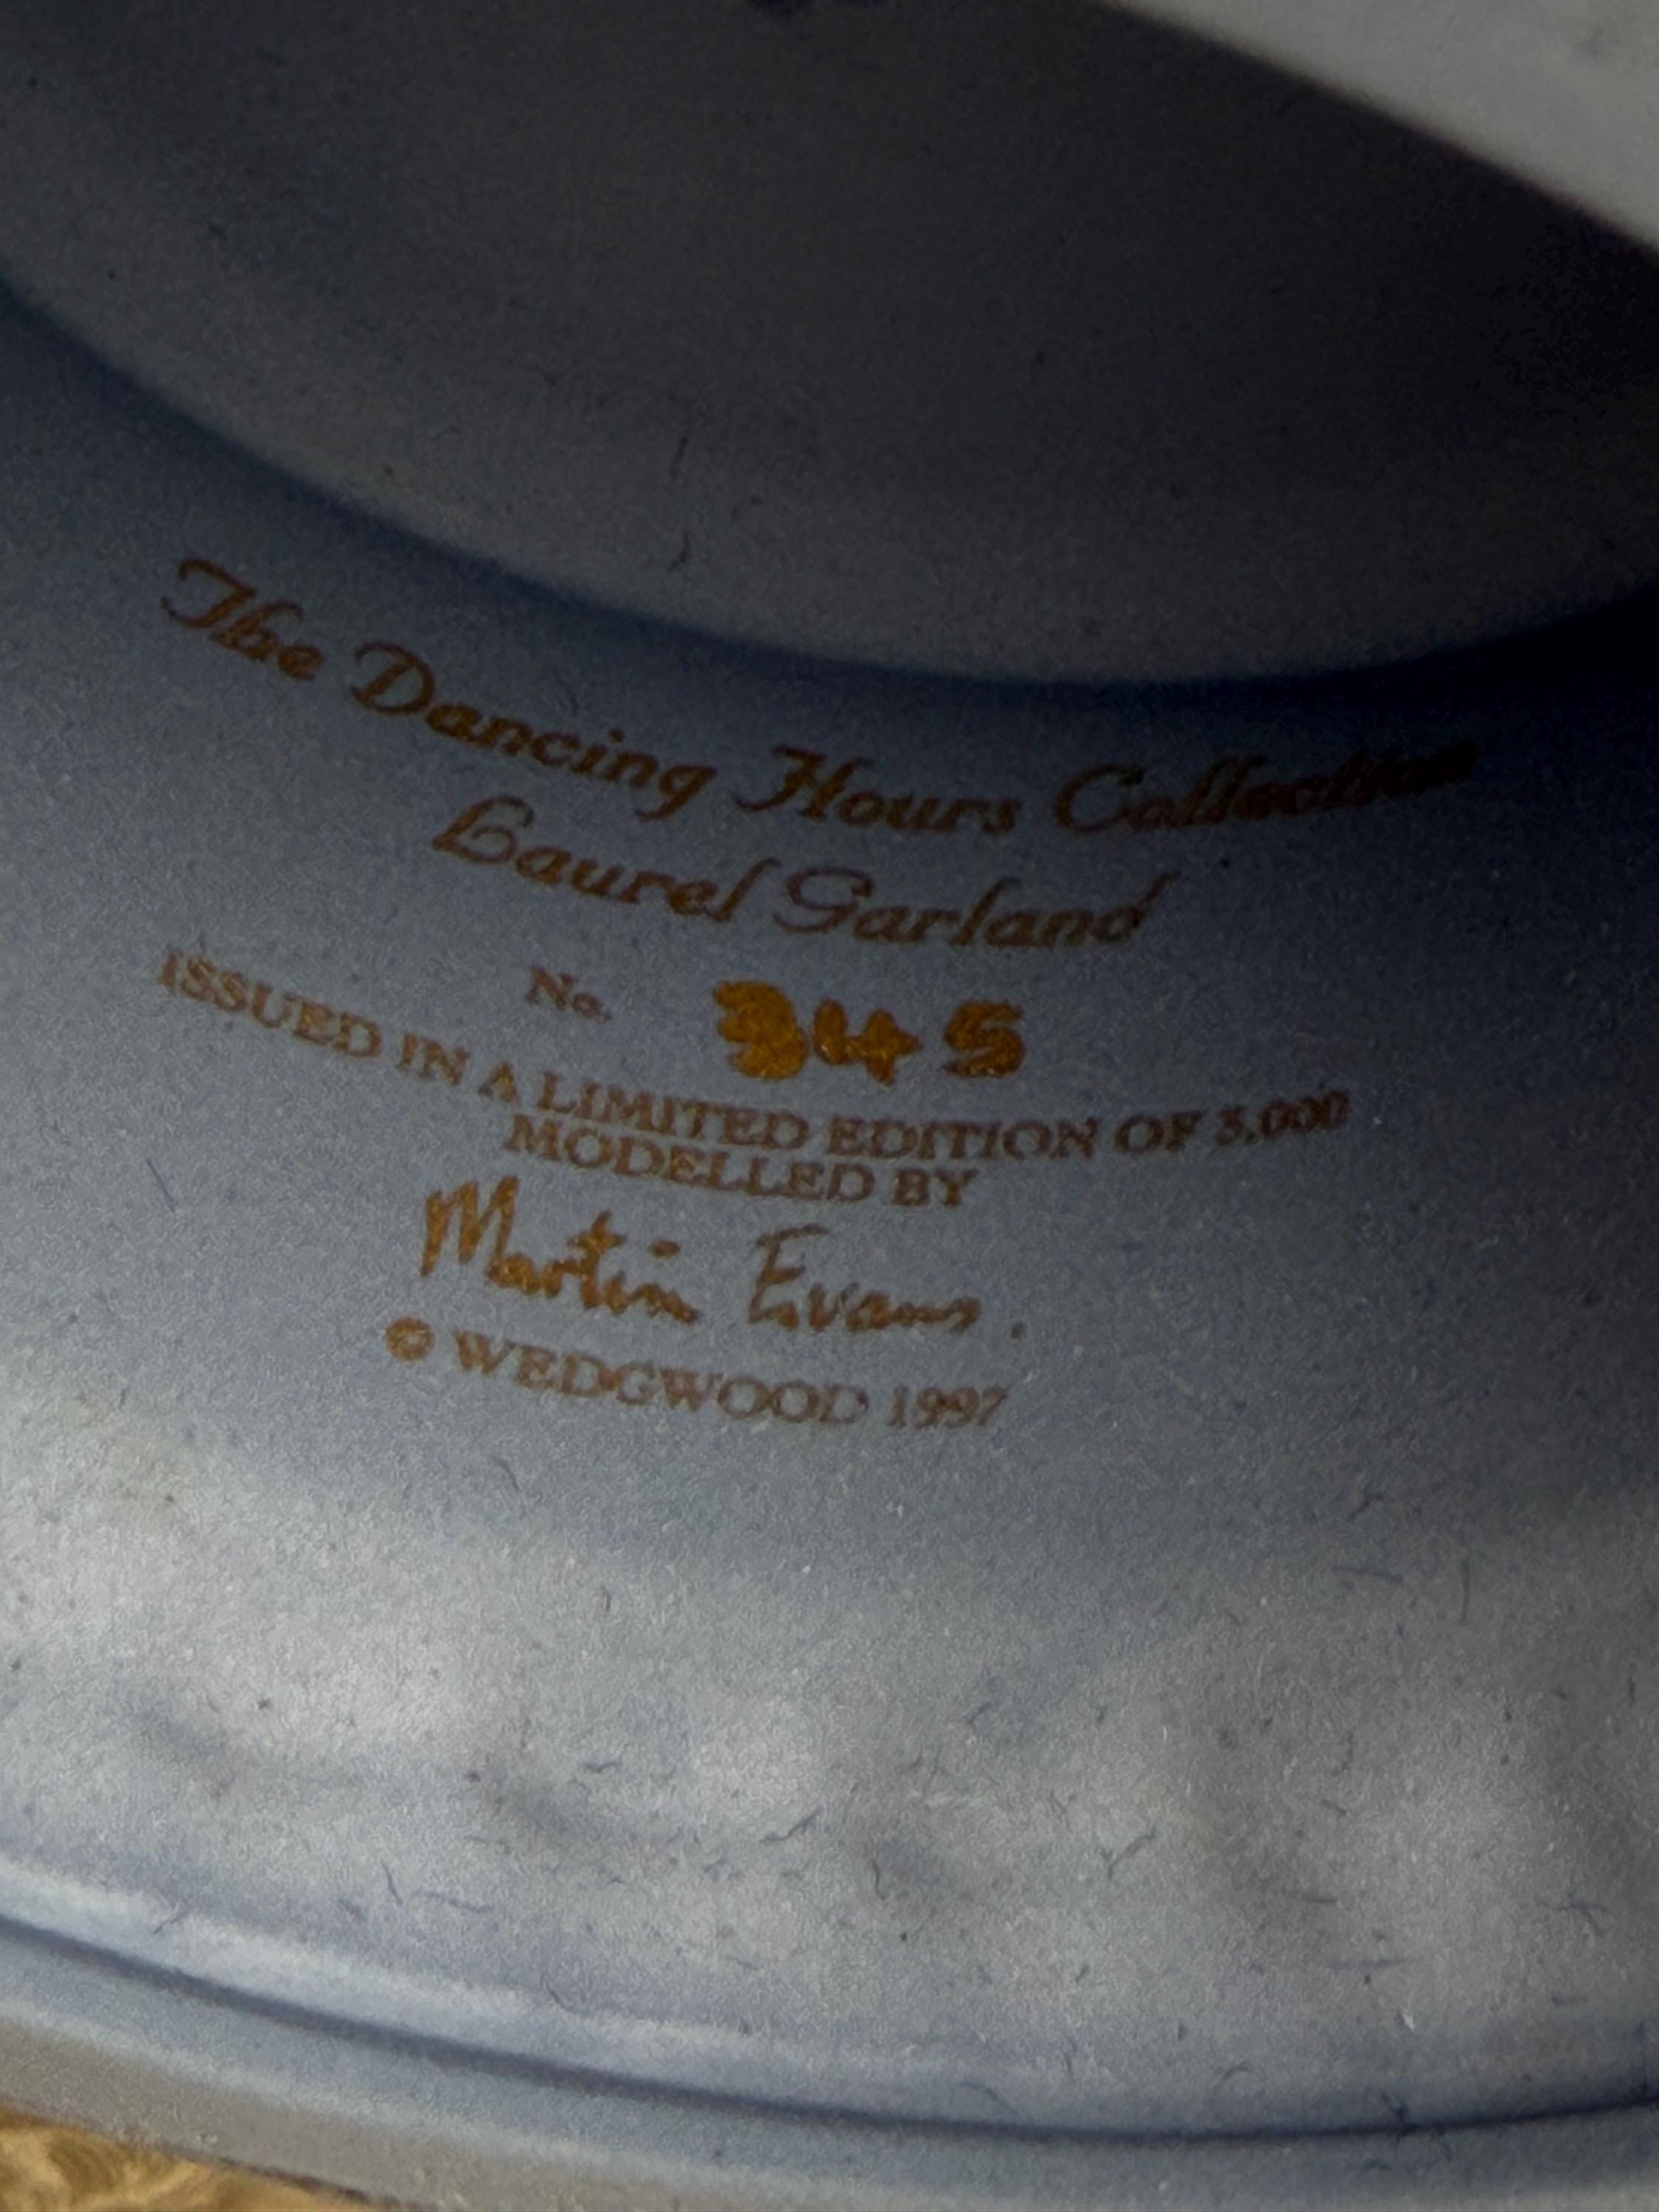 The Dancing Hours Collection
Laurel Garland
No. 345
ISSUED IN A LIMITED EDITION OF 3,000
MODELLED BY
Martin Evans.
© WEDGWOOD 1997